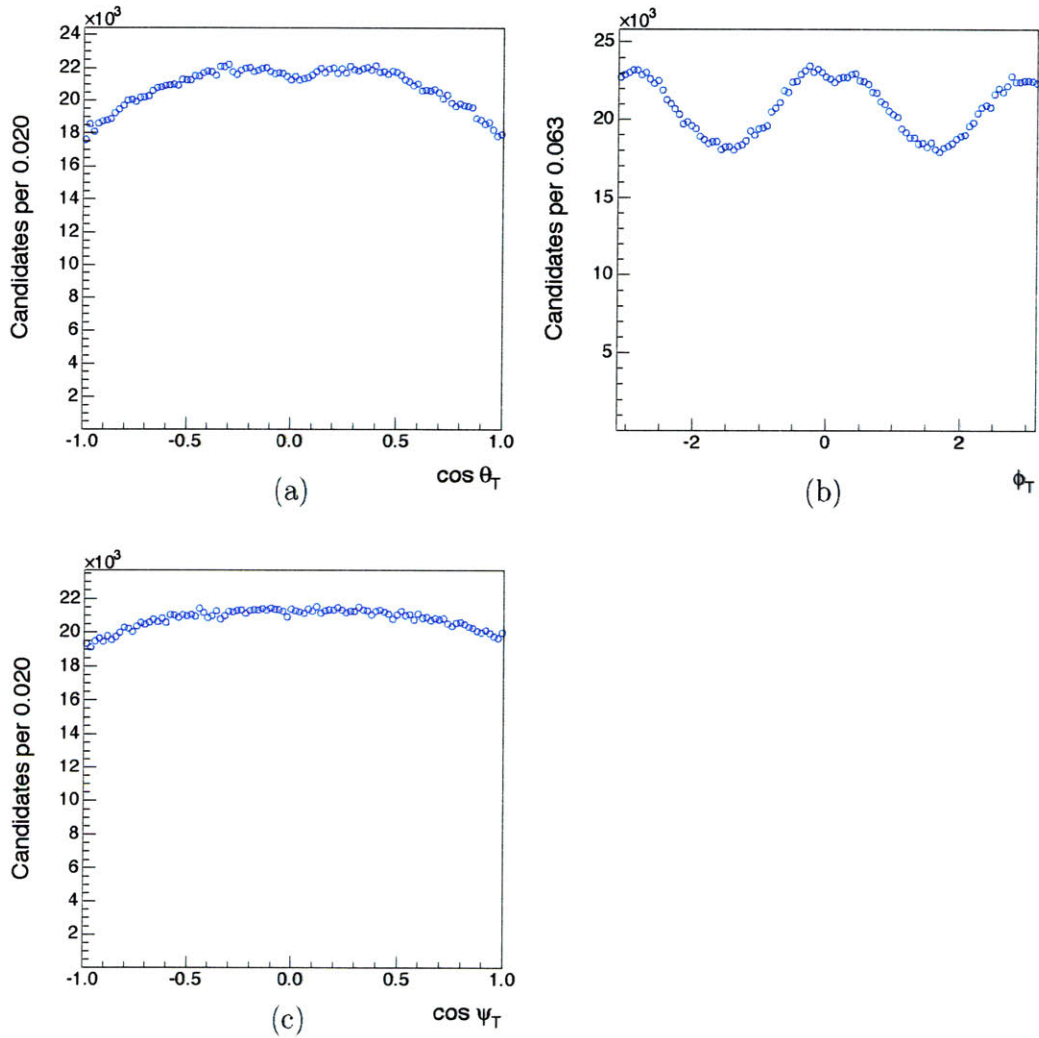 ×10³
24
22
20
18
16
14
12
10
8
6
4
2
Candidates per 0.020
-1.0 -0.5 0.0 0.5 1.0
cos θ_T
(a)
×10³
25
20
15
10
5
Candidates per 0.063
-2 0 2
ϕ_T
(b)
×10³
22
20
18
16
14
12
10
8
6
4
2
Candidates per 0.020
-1.0 -0.5 0.0 0.5 1.0
cos ψ_T
(c)